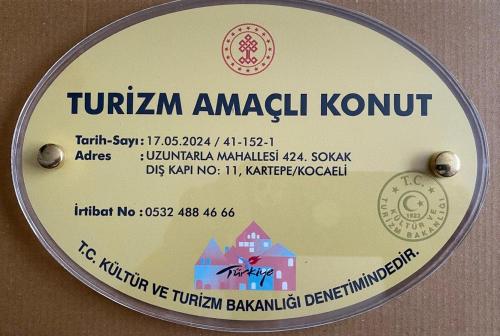 TURİZM AMAÇLI KONUT
Tarih-Sayı : 17.05.2024 / 41-152-1
Adres : UZUNTARLA MAHALLESİ 424. SOKAK
DIŞ KAPI NO: 11, KARTEPE/KOCAELİ
İrtibat No : 0532 488 46 66
T.C.
KÜLTÜR VE
TURİZM BAKANLIĞI
1923
Türkiye
T.C. KÜLTÜR VE TURİZM BAKANLIĞI DENETİMİNDEDİR.